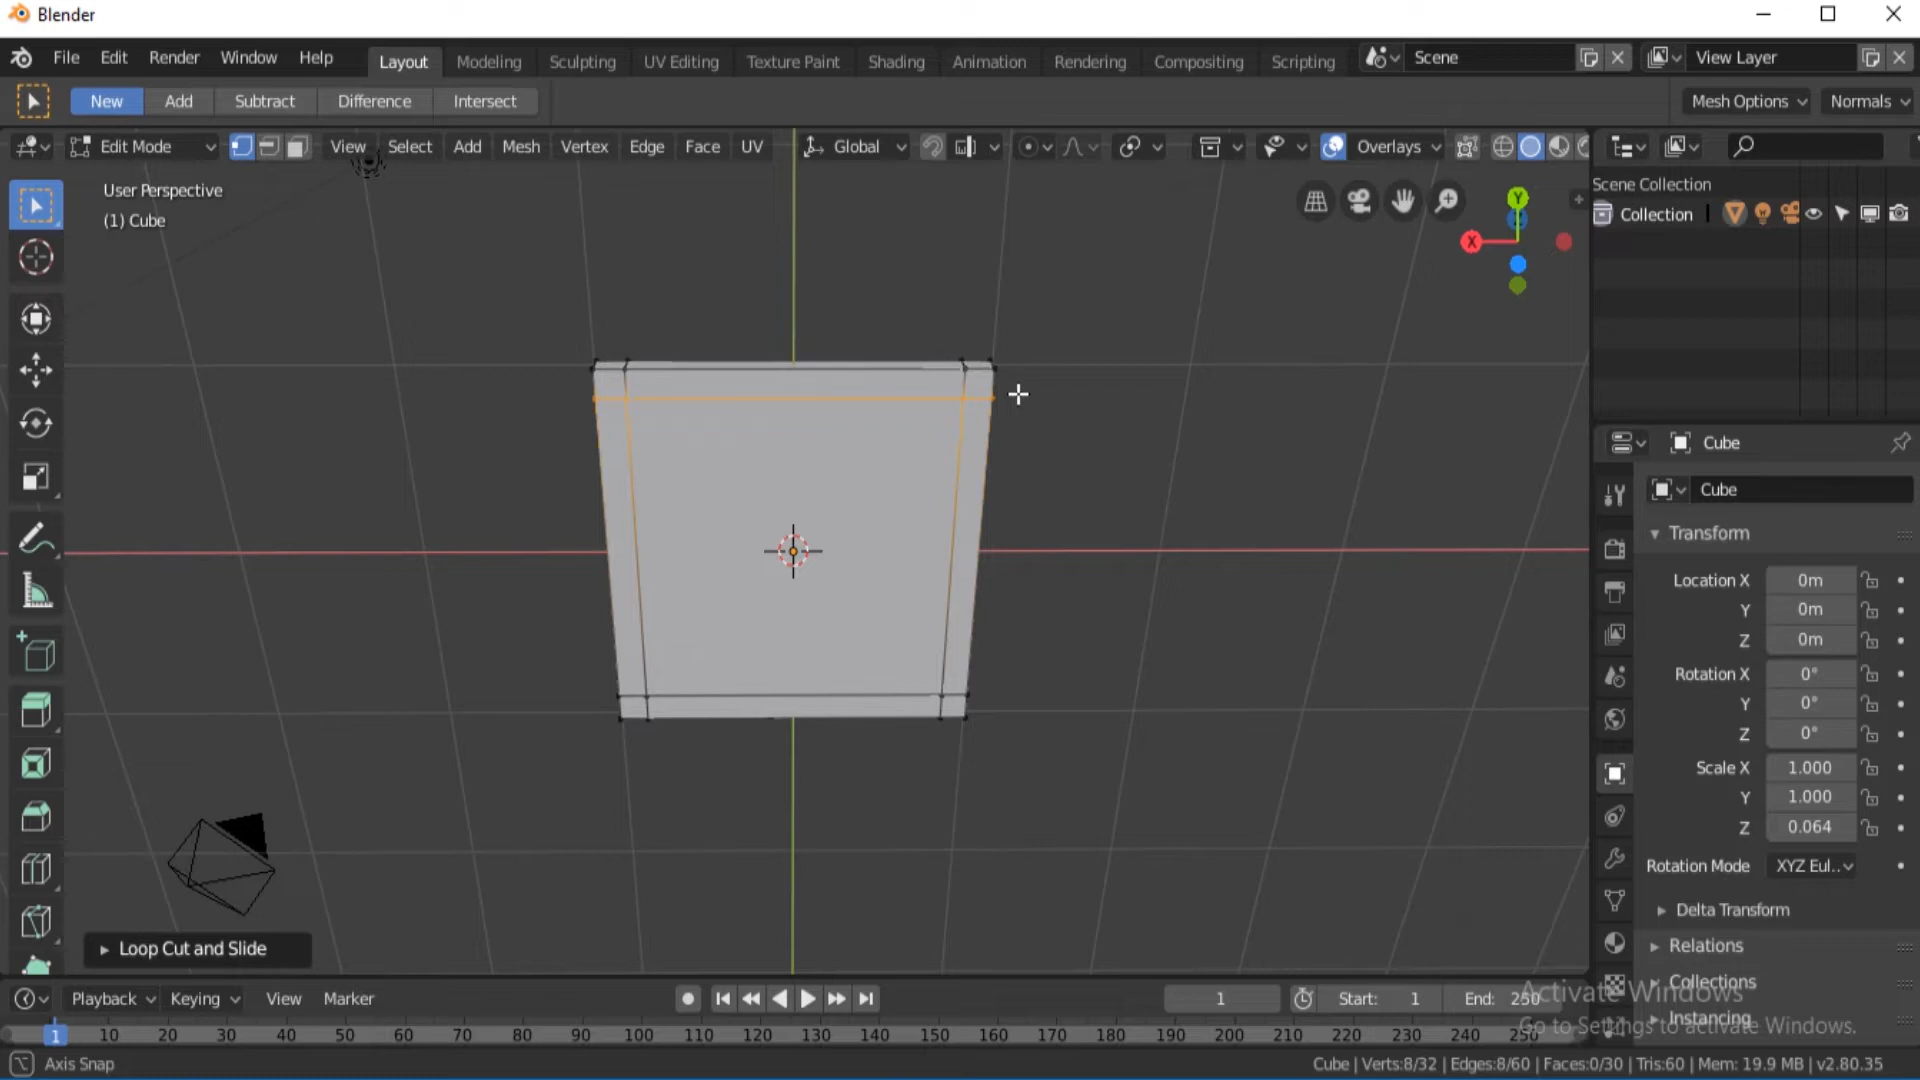 Blender
File Edit Render Window Help Layout Modeling Sculpting UV Editing Texture Paint Shading Animation Rendering Compositing Scripting Scene View Layer
New Add Subtract Difference Intersect Mesh Options Normals
Edit Mode View Select Add Mesh Vertex Edge Face UV Global Overlays
User Perspective
(1) Cube
Y
X
Scene Collection
Collection
Cube
Cube
Transform
Location X 0m
Y 0m
Z 0m
Rotation X 0°
Y 0°
Z 0°
Scale X 1.000
Y 1.000
Z 0.064
Rotation Mode XYZ Eul..
Delta Transform
Relations
Collections
Instancing
Loop Cut and Slide
Activate Windows
Go to Settings to activate Windows.
Playback Keying View Marker 1 Start: 1 End: 250
1 10 20 30 40 50 60 70 80 90 100 110 120 130 140 150 160 170 180 190 200 210 220 230 240 250
Axis Snap
Cube | Verts:8/32 | Edges:8/60 | Faces:0/30 | Tris:60 | Mem: 19.9 MB | v2.80.35